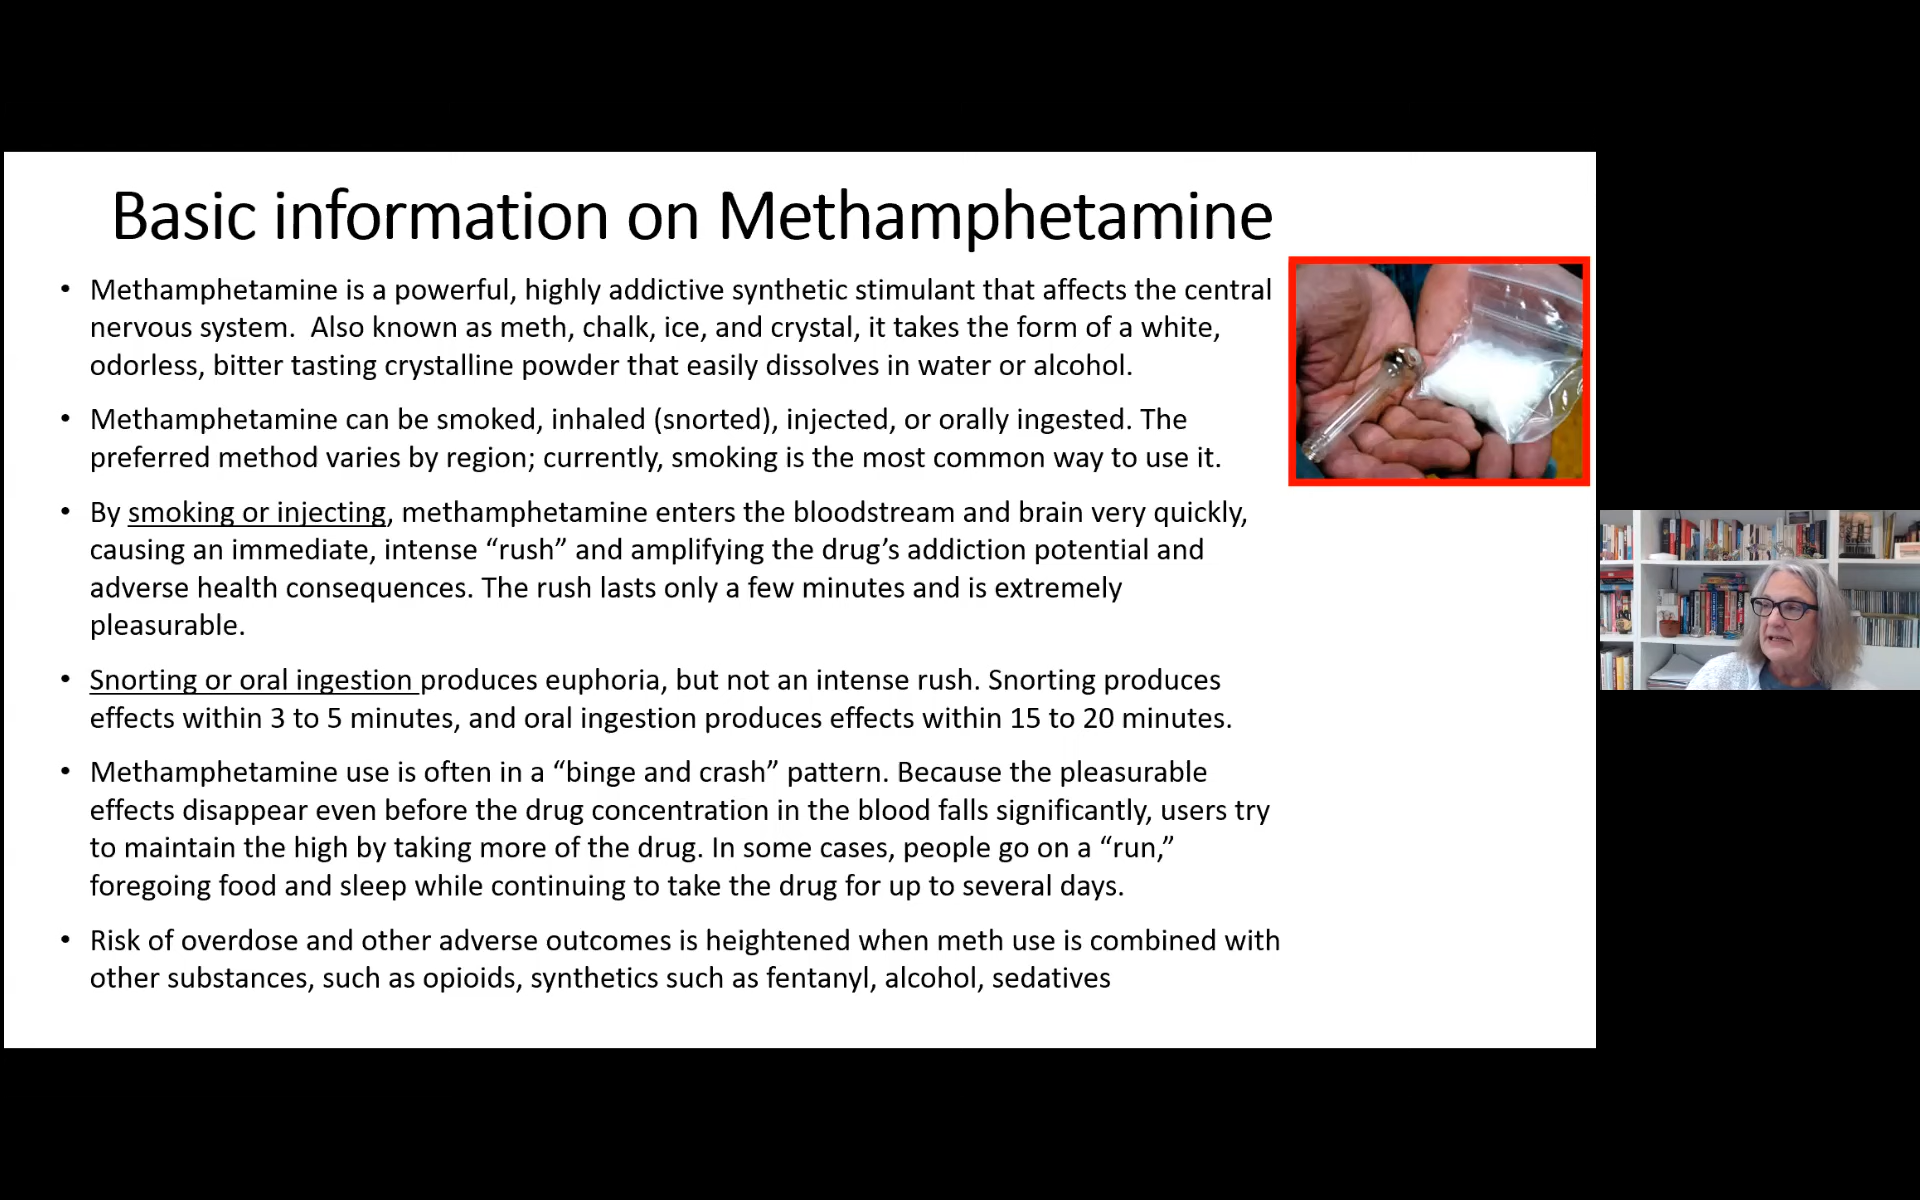 Basic information on Methamphetamine
• Methamphetamine is a powerful, highly addictive synthetic stimulant that affects the central
nervous system.  Also known as meth, chalk, ice, and crystal, it takes the form of a white,
odorless, bitter tasting crystalline powder that easily dissolves in water or alcohol.
• Methamphetamine can be smoked, inhaled (snorted), injected, or orally ingested. The
preferred method varies by region; currently, smoking is the most common way to use it.
• By smoking or injecting, methamphetamine enters the bloodstream and brain very quickly,
causing an immediate, intense “rush” and amplifying the drug’s addiction potential and
adverse health consequences. The rush lasts only a few minutes and is extremely
pleasurable.
• Snorting or oral ingestion produces euphoria, but not an intense rush. Snorting produces
effects within 3 to 5 minutes, and oral ingestion produces effects within 15 to 20 minutes.
• Methamphetamine use is often in a “binge and crash” pattern. Because the pleasurable
effects disappear even before the drug concentration in the blood falls significantly, users try
to maintain the high by taking more of the drug. In some cases, people go on a “run,”
foregoing food and sleep while continuing to take the drug for up to several days.
• Risk of overdose and other adverse outcomes is heightened when meth use is combined with
other substances, such as opioids, synthetics such as fentanyl, alcohol, sedatives